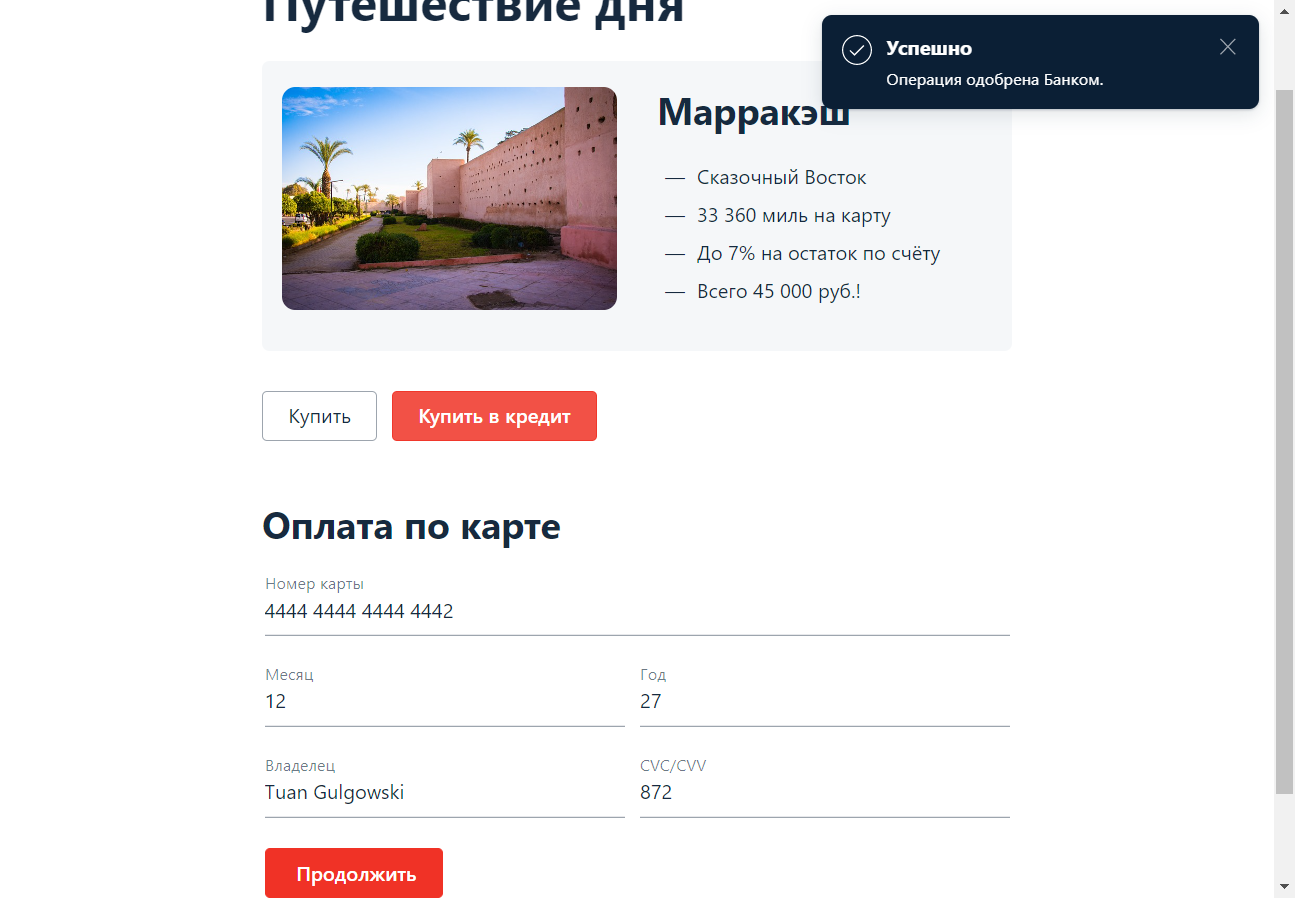 Путешествие дня
Успешно
Операция одобрена Банком.
Марракэш
— Сказочный Восток
— 33 360 миль на карту
— До 7% на остаток по счёту
— Всего 45 000 руб.!
Купить
Купить в кредит
Оплата по карте
Номер карты
4444 4444 4444 4442
Месяц
Год
12
27
Владелец
CVC/CVV
Tuan Gulgowski
872
Продолжить